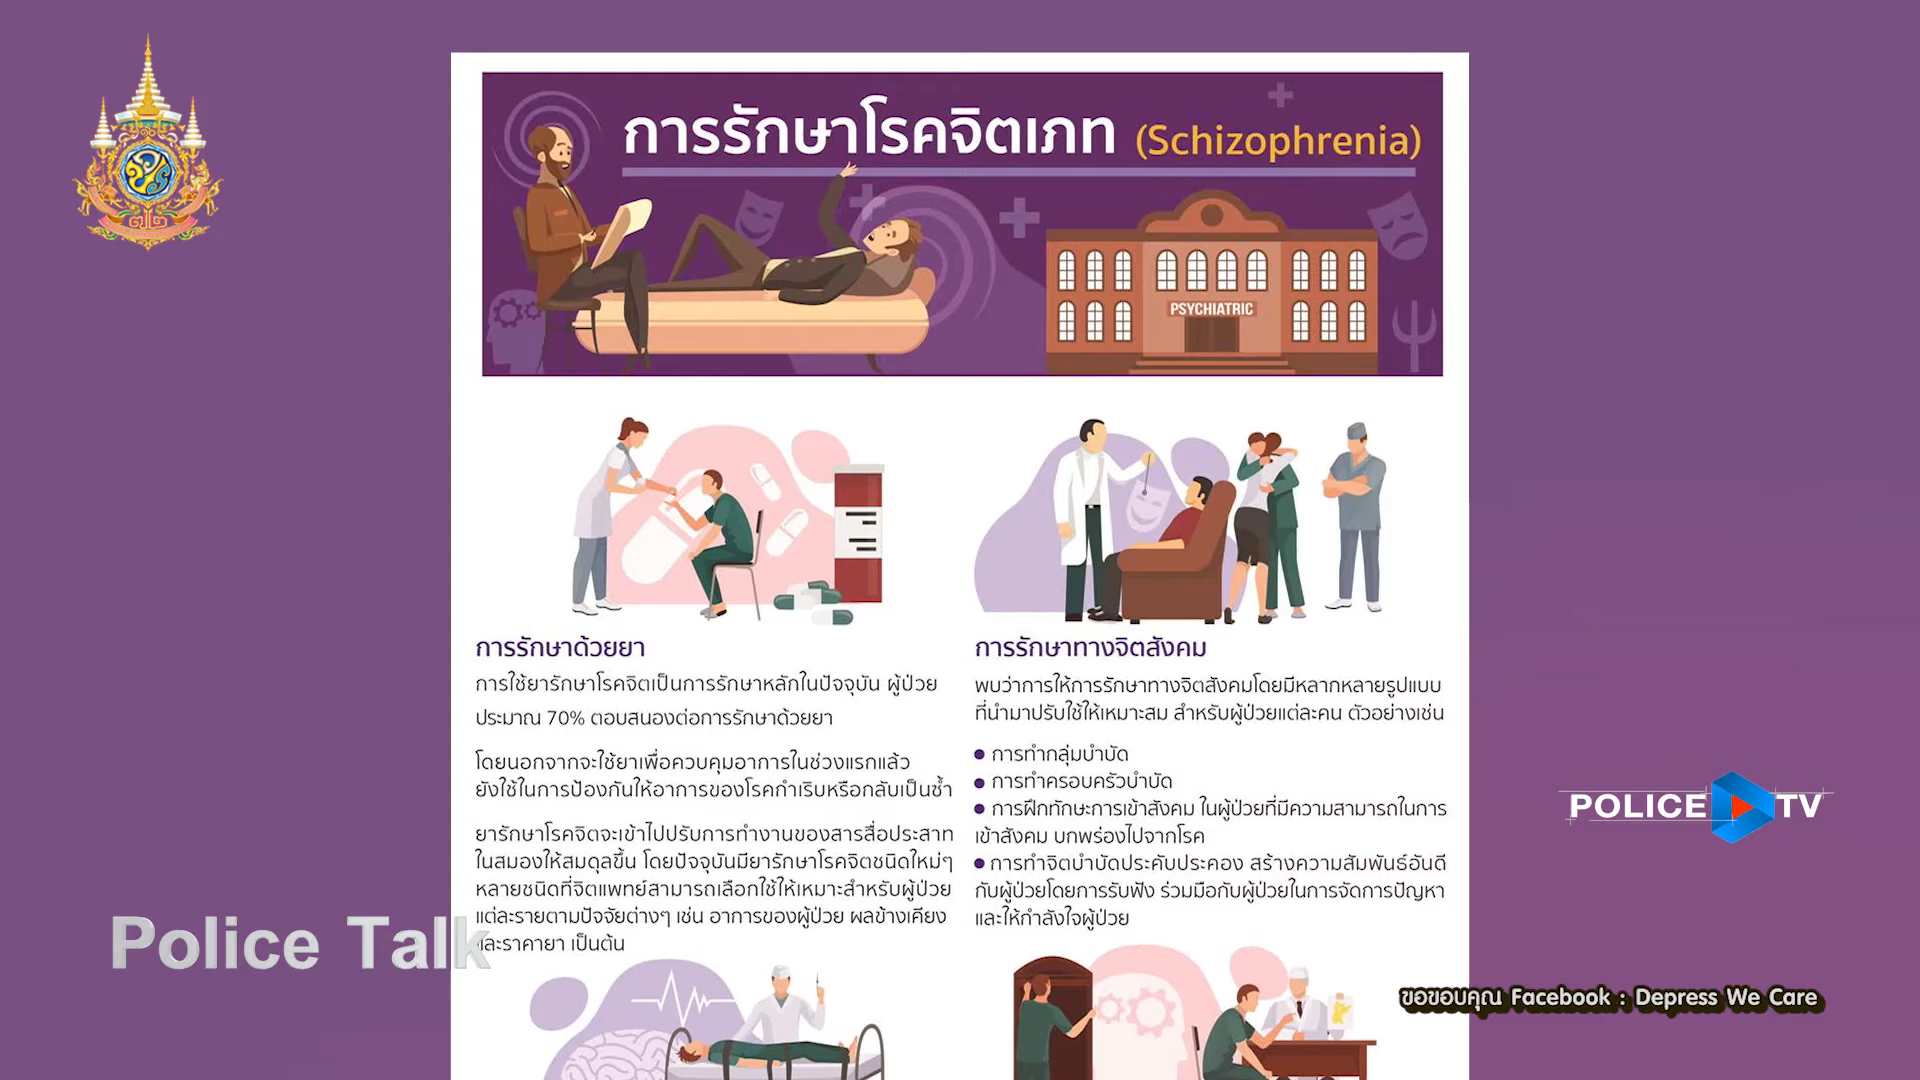 การรักษาโรคจิตเภท (Schizophrenia)
PSYCHIATRIC
การรักษาด้วยยา
การใช้ยารักษาโรคจิตเป็นการรักษาหลักในปัจจุบัน ผู้ป่วย
ประมาณ 70% ตอบสนองต่อการรักษาด้วยยา
โดยนอกจากจะใช้ยาเพื่อควบคุมอาการในช่วงแรกแล้ว
ยังใช้ในการป้องกันให้อาการของโรคกำเริบหรือกลับเป็นซ้ำ
ยารักษาโรคจิตจะเข้าไปปรับการทำงานของสารสื่อประสาท
ในสมองให้สมดุลขึ้น โดยปัจจุบันมียารักษาโรคจิตชนิดใหม่ๆ
หลายชนิดที่จิตแพทย์สามารถเลือกใช้ให้เหมาะสำหรับผู้ป่วย
แต่ละรายตามปัจจัยต่างๆ เช่น อาการของผู้ป่วย ผลข้างเคียง
และราคายา เป็นต้น
การรักษาทางจิตสังคม
พบว่าการให้การรักษาทางจิตสังคมโดยมีหลากหลายรูปแบบ
ที่นำมาปรับใช้ให้เหมาะสม สำหรับผู้ป่วยแต่ละคน ตัวอย่างเช่น
● การทำกลุ่มบำบัด
● การทำครอบครัวบำบัด
● การฝึกทักษะการเข้าสังคม ในผู้ป่วยที่มีความสามารถในการ
เข้าสังคม บกพร่องไปจากโรค
● การทำจิตบำบัดประคับประคอง สร้างความสัมพันธ์อันดี
กับผู้ป่วยโดยการรับฟัง ร่วมมือกับผู้ป่วยในการจัดการปัญหา
และให้กำลังใจผู้ป่วย
POLICE TV
Police Talk
ขอขอบคุณ Facebook : Depress We Care